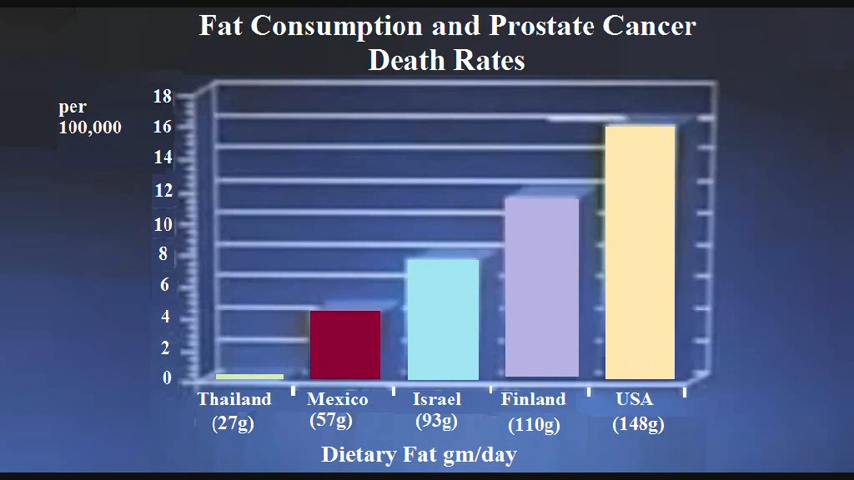 Fat Consumption and Prostate Cancer
Death Rates
per
100,000
18
16
14
12
10
8
6
4
2
0
Thailand Mexico Israel Finland USA
(27g) (57g) (93g) (110g) (148g)
Dietary Fat gm/day